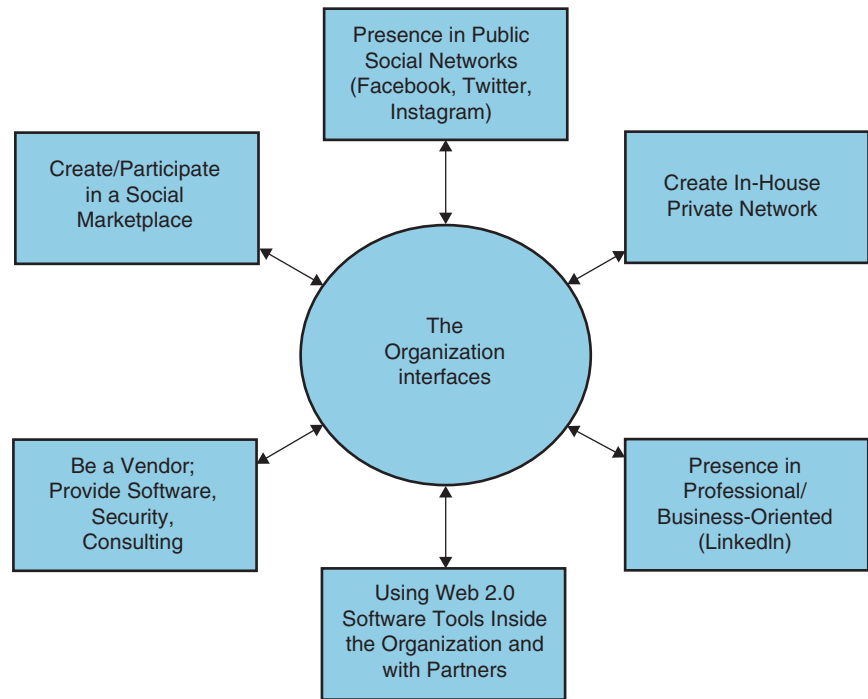 Presence in Public
Social Networks
(Facebook, Twitter,
Instagram)
Create/Participate
in a Social
Marketplace
Create In-House
Private Network
The
Organization
interfaces
Be a Vendor;
Provide Software,
Security,
Consulting
Presence in
Professional/
Business-Oriented
(LinkedIn)
Using Web 2.0
Software Tools Inside
the Organization and
with Partners